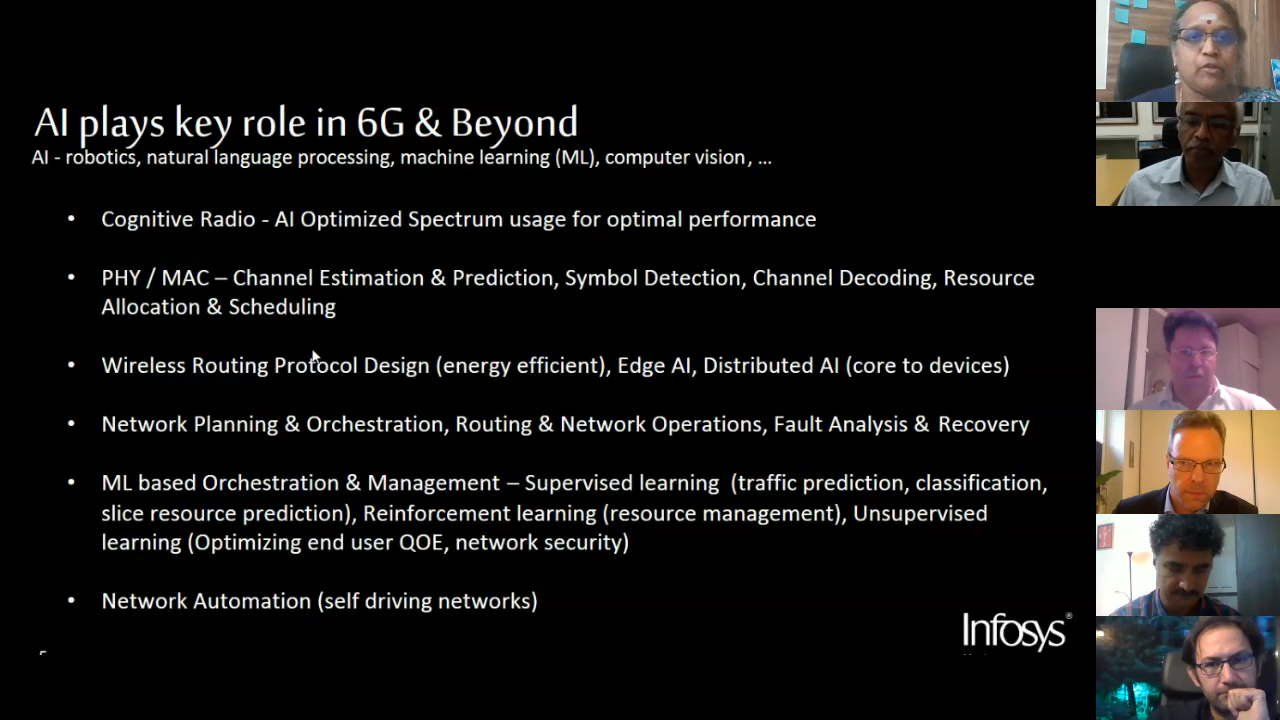 AI plays key role in 6G & Beyond
AI - robotics, natural language processing, machine learning (ML), computer vision, ...
• Cognitive Radio - AI Optimized Spectrum usage for optimal performance
• PHY / MAC – Channel Estimation & Prediction, Symbol Detection, Channel Decoding, Resource
Allocation & Scheduling
• Wireless Routing Protocol Design (energy efficient), Edge AI, Distributed AI (core to devices)
• Network Planning & Orchestration, Routing & Network Operations, Fault Analysis & Recovery
• ML based Orchestration & Management – Supervised learning (traffic prediction, classification,
slice resource prediction), Reinforcement learning (resource management), Unsupervised
learning (Optimizing end user QOE, network security)
• Network Automation (self driving networks)
Infosys®